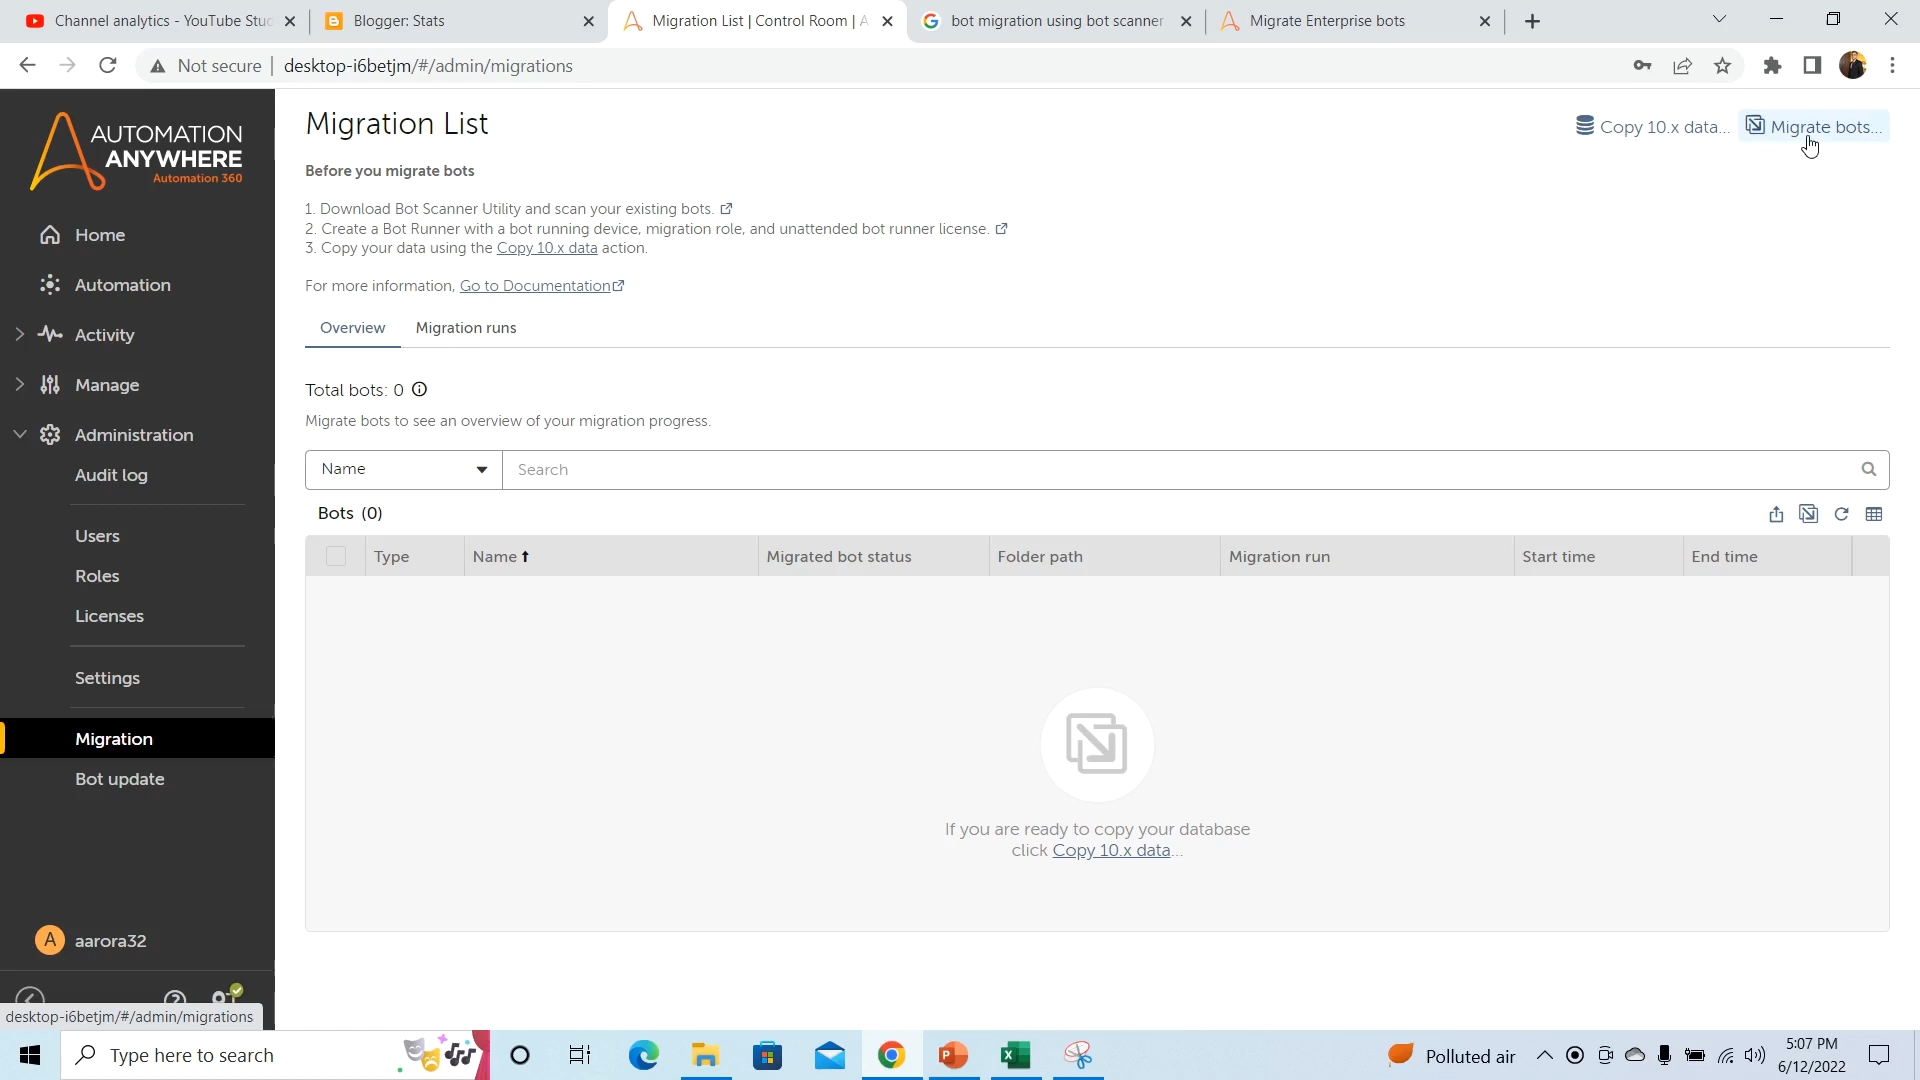 Channel analytics - YouTube Stud
Blogger: Stats
Migration List | Control Room | A
bot migration using bot scanner
Migrate Enterprise bots
Not secure
desktop-i6betjm/#/admin/migrations
AUTOMATION
ANYWHERE
Automation 360
Home
Automation
Activity
Manage
Administration
Audit log
Users
Roles
Licenses
Settings
Migration
Bot update
A
aarora32
desktop-i6betjm/#/admin/migrations
Migration List
Copy 10.x data...
Migrate bots...
Before you migrate bots
1. Download Bot Scanner Utility and scan your existing bots.
2. Create a Bot Runner with a bot running device, migration role, and unattended bot runner license.
3. Copy your data using the Copy 10.x data action.
For more information, Go to Documentation
Overview
Migration runs
Total bots: 0
Migrate bots to see an overview of your migration progress.
Name
Search
Bots (0)
Type
Name
Migrated bot status
Folder path
Migration run
Start time
End time
If you are ready to copy your database
click Copy 10.x data...
Type here to search
Polluted air
5:07 PM
6/12/2022